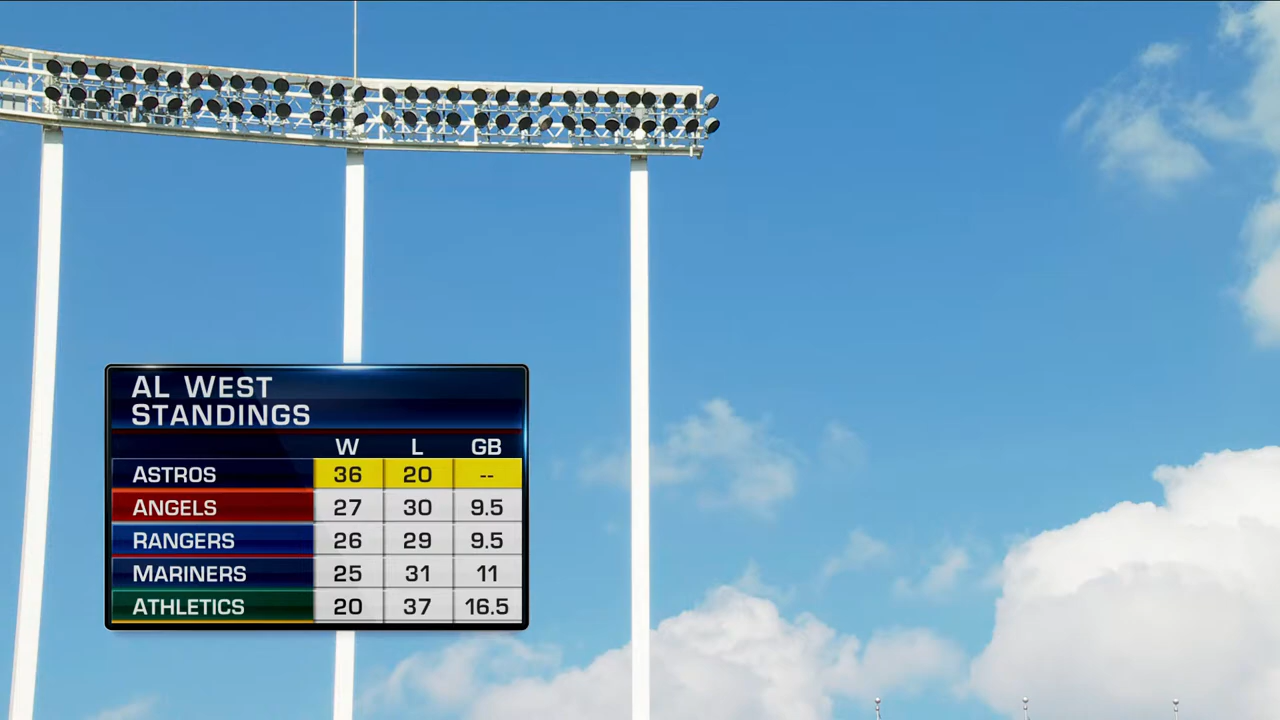 AL WEST
STANDINGS
W L GB
ASTROS 36 20 --
ANGELS 27 30 9.5
RANGERS 26 29 9.5
MARINERS 25 31 11
ATHLETICS 20 37 16.5